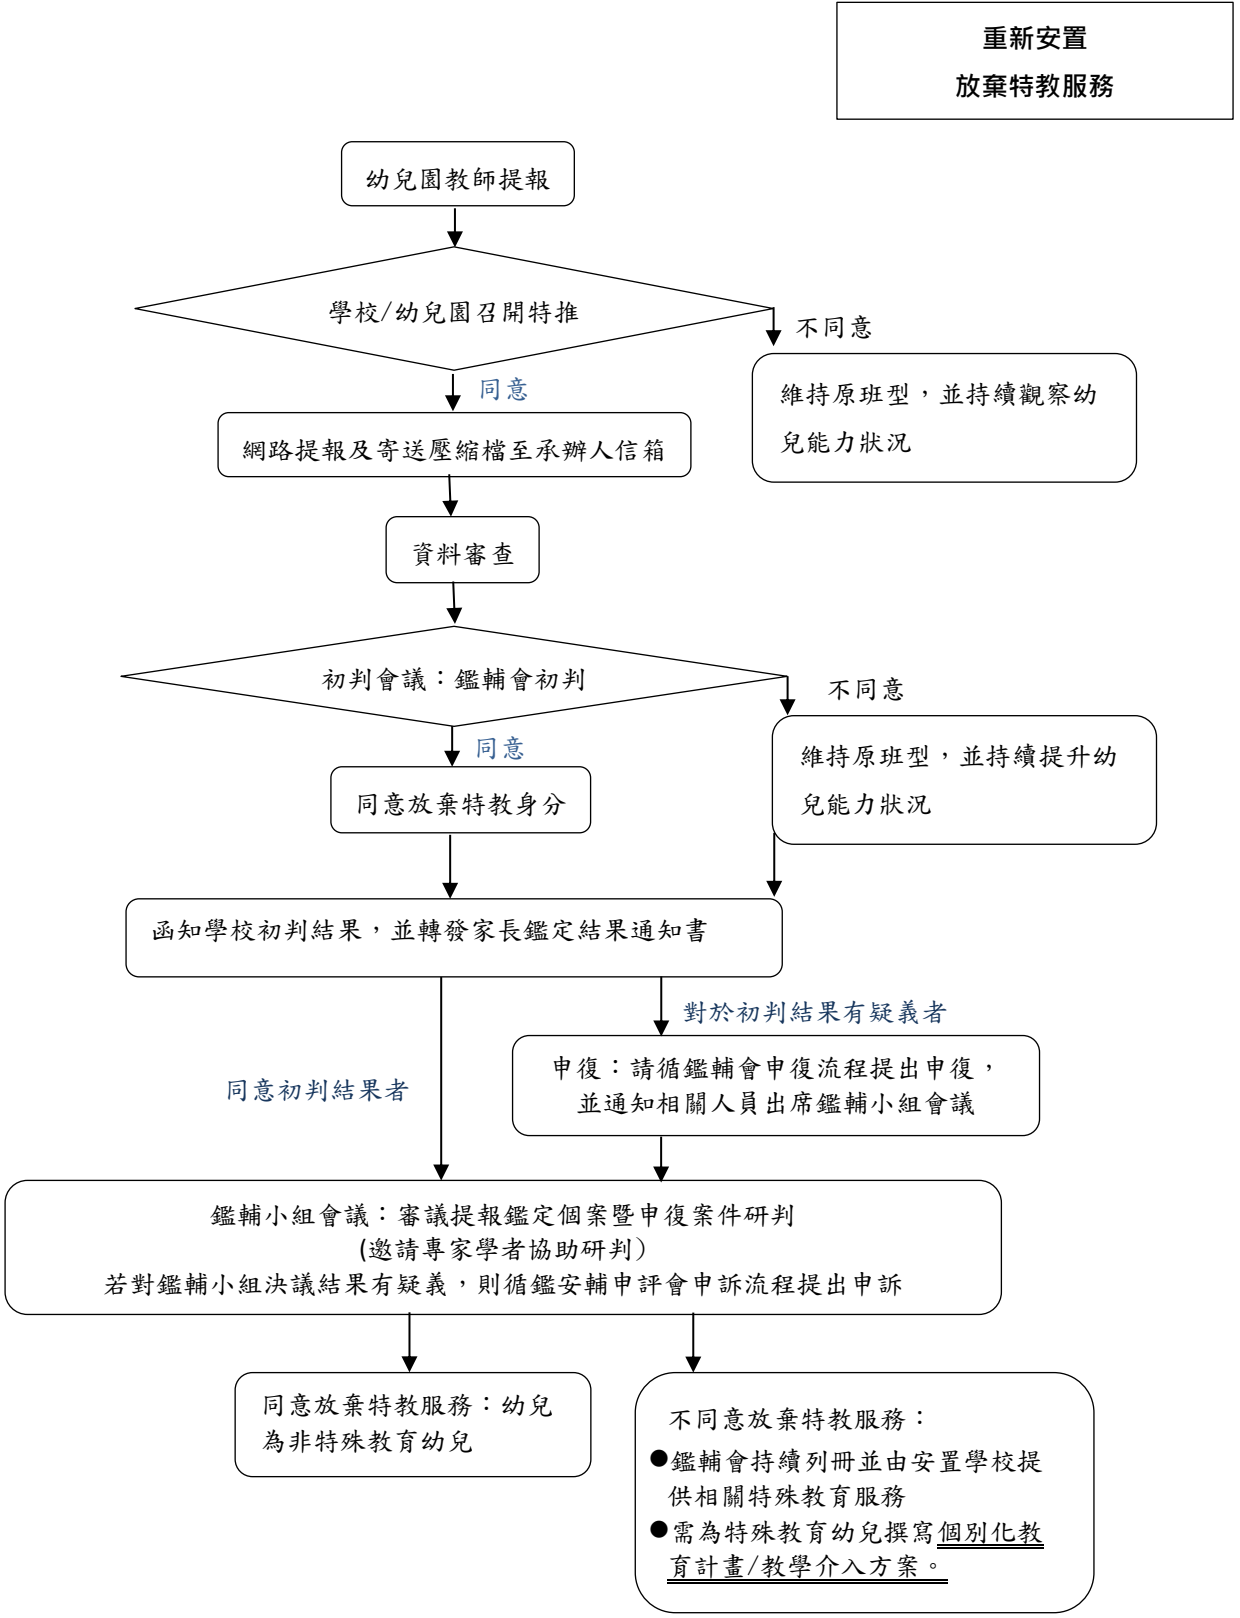 重新安置
放棄特教服務
幼兒園教師提報
學校/幼兒園召開特推
不同意
同意
維持原班型，並持續觀察幼
兒能力狀況
網路提報及寄送壓縮檔至承辦人信箱
資料審查
初判會議：鑑輔會初判
不同意
同意
維持原班型，並持續提升幼
兒能力狀況
同意放棄特教身分
函知學校初判結果，並轉發家長鑑定結果通知書
對於初判結果有疑義者
同意初判結果者
申復：請循鑑輔會申復流程提出申復，
並通知相關人員出席鑑輔小組會議
鑑輔小組會議：審議提報鑑定個案暨申復案件研判
(邀請專家學者協助研判）
若對鑑輔小組決議結果有疑義，則循鑑安輔申評會申訴流程提出申訴
同意放棄特教服務：幼兒
為非特殊教育幼兒
不同意放棄特教服務：
●鑑輔會持續列冊並由安置學校提
供相關特殊教育服務
●需為特殊教育幼兒撰寫個別化教
育計畫/教學介入方案。